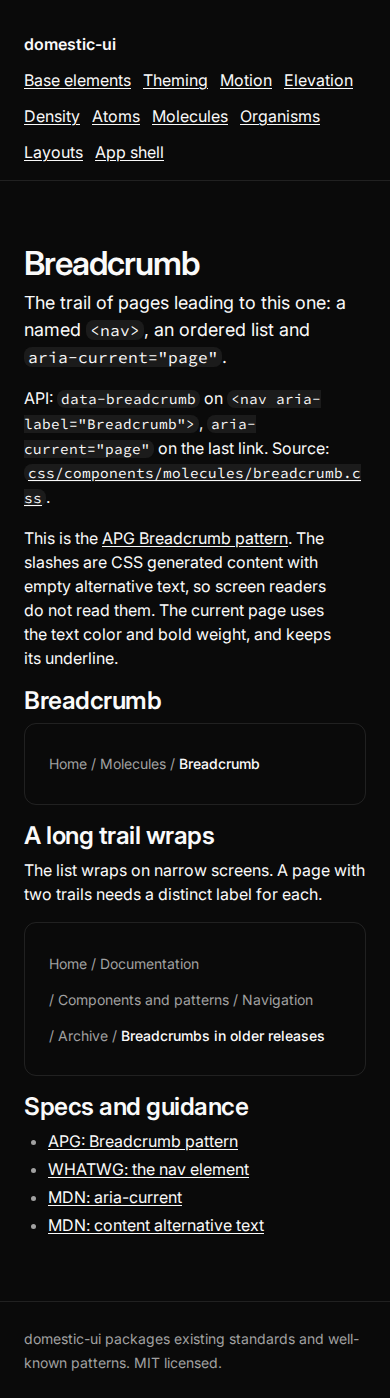 domestic-ui
Base elements Theming Motion Elevation
Density Atoms Molecules Organisms
Layouts App shell
Breadcrumb
The trail of pages leading to this one: a
named <nav>, an ordered list and
aria-current="page".
API: data-breadcrumb on <nav aria-
label="Breadcrumb">, aria-
current="page" on the last link. Source:
css/components/molecules/breadcrumb.c
ss.
This is the APG Breadcrumb pattern. The
slashes are CSS generated content with
empty alternative text, so screen readers
do not read them. The current page uses
the text color and bold weight, and keeps
its underline.
Breadcrumb
Home / Molecules / Breadcrumb
A long trail wraps
The list wraps on narrow screens. A page with
two trails needs a distinct label for each.
Home / Documentation
/ Components and patterns / Navigation
/ Archive / Breadcrumbs in older releases
Specs and guidance
APG: Breadcrumb pattern
WHATWG: the nav element
MDN: aria-current
MDN: content alternative text
domestic-ui packages existing standards and well-
known patterns. MIT licensed.